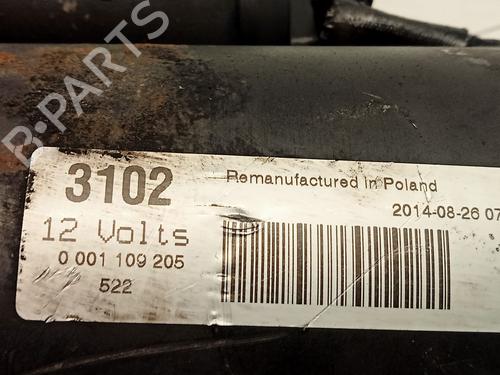 B-PARTS
3102
Remanufactured in Poland
2014-08-26 07
12 Volts
0 001 109 205
522